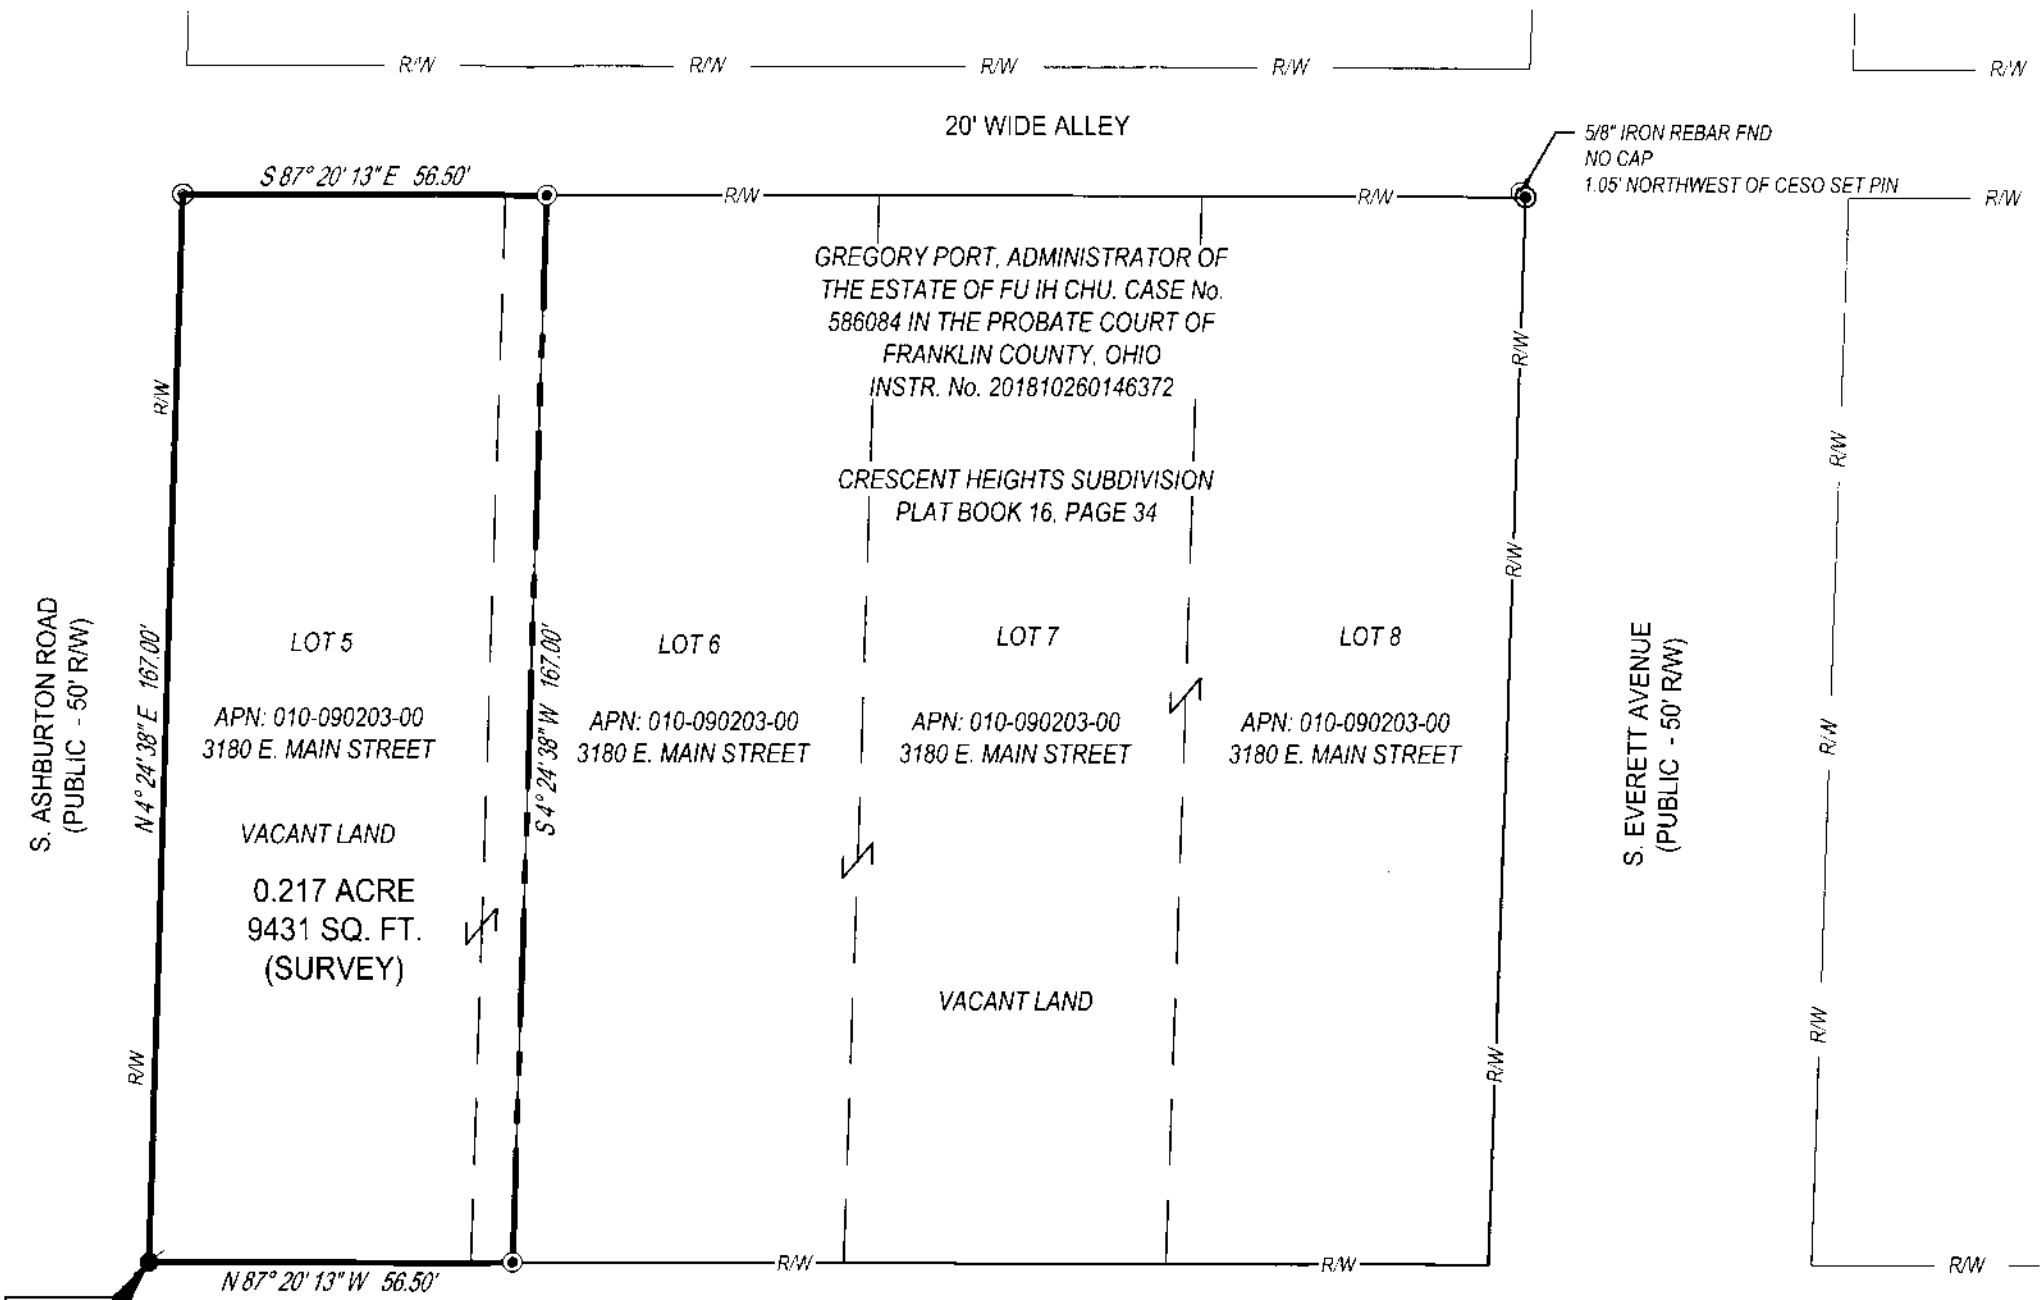 R/W R/W R/W R/W R/W
20' WIDE ALLEY
5/8" IRON REBAR FND
NO CAP
1.05' NORTHWEST OF CESO SET PIN
S 87° 20' 13" E 56.50'
R/W R/W R/W
GREGORY PORT, ADMINISTRATOR OF
THE ESTATE OF FU IH CHU. CASE No.
586084 IN THE PROBATE COURT OF
FRANKLIN COUNTY, OHIO
INSTR. No. 201810260146372
R/W
R/W
CRESCENT HEIGHTS SUBDIVISION
PLAT BOOK 16, PAGE 34
R/W
R/W
S. ASHBURTON ROAD
(PUBLIC - 50' R/W)
N 4° 24' 38" E 167.00'
LOT 5
APN: 010-090203-00
3180 E. MAIN STREET
VACANT LAND
0.217 ACRE
9431 SQ. FT.
(SURVEY)
S 4° 24' 38" W 167.00'
LOT 6
APN: 010-090203-00
3180 E. MAIN STREET
LOT 7
APN: 010-090203-00
3180 E. MAIN STREET
VACANT LAND
LOT 8
APN: 010-090203-00
3180 E. MAIN STREET
S. EVERETT AVENUE
(PUBLIC - 50' R/W)
R/W
R/W
R/W
R/W
N 87° 20' 13" W 56.50'
R/W R/W R/W